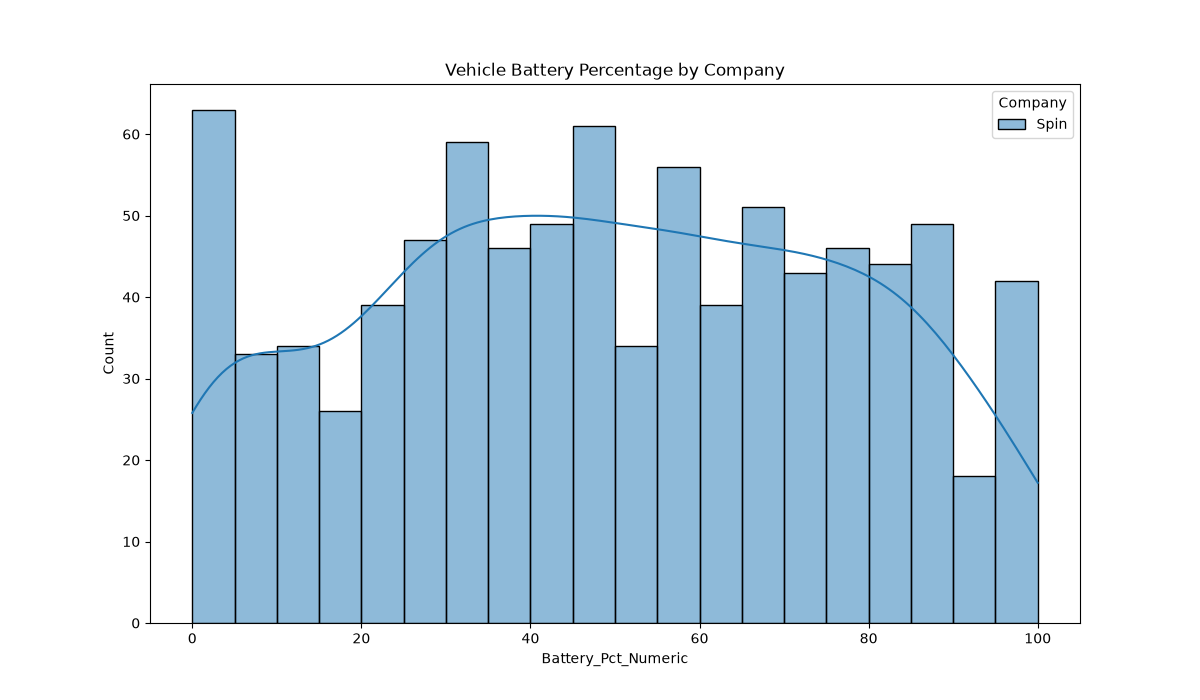 Vehicle Battery Percentage by Company
Company
Spin
60
50
40
30
20
10
0
Count
0 20 40 60 80 100
Battery_Pct_Numeric